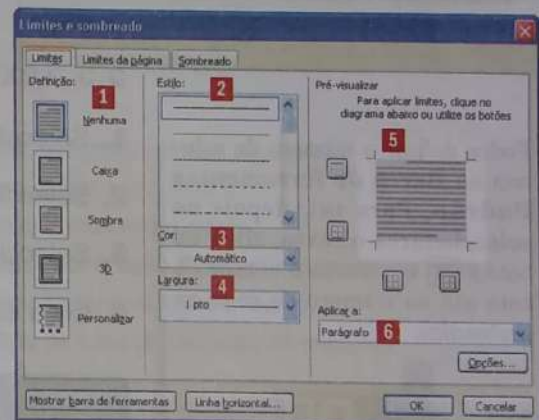 Limites e sombreado
Limites
Limites da página
Sombreado
Definição:
1
Nenhuma
Caixa
Sombra
3D
Personalizar
Estilo:
2
Cor:
3
Automático
Largura:
4
1 pto
Pré-visualizar
Para aplicar limites, clique no
diagrama abaixo ou utilize os botões
5
Aplicar a:
Parágrafo
6
Opções...
Mostrar barra de ferramentas
Linha horizontal...
OK
Cancelar